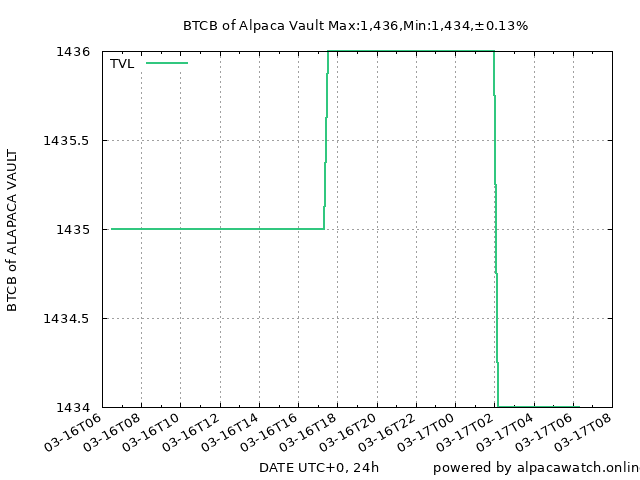 BTCB of Alpaca Vault Max:1,436,Min:1,434,±0.13%
TVL
1436
1435.5
1435
1434.5
1434
BTCB of ALAPACA VAULT
03-16T06
03-16T08
03-16T10
03-16T12
03-16T14
03-16T16
03-16T18
03-16T20
03-16T22
03-17T00
03-17T02
03-17T04
03-17T06
03-17T08
DATE UTC+0, 24h
powered by alpacawatch.onlin